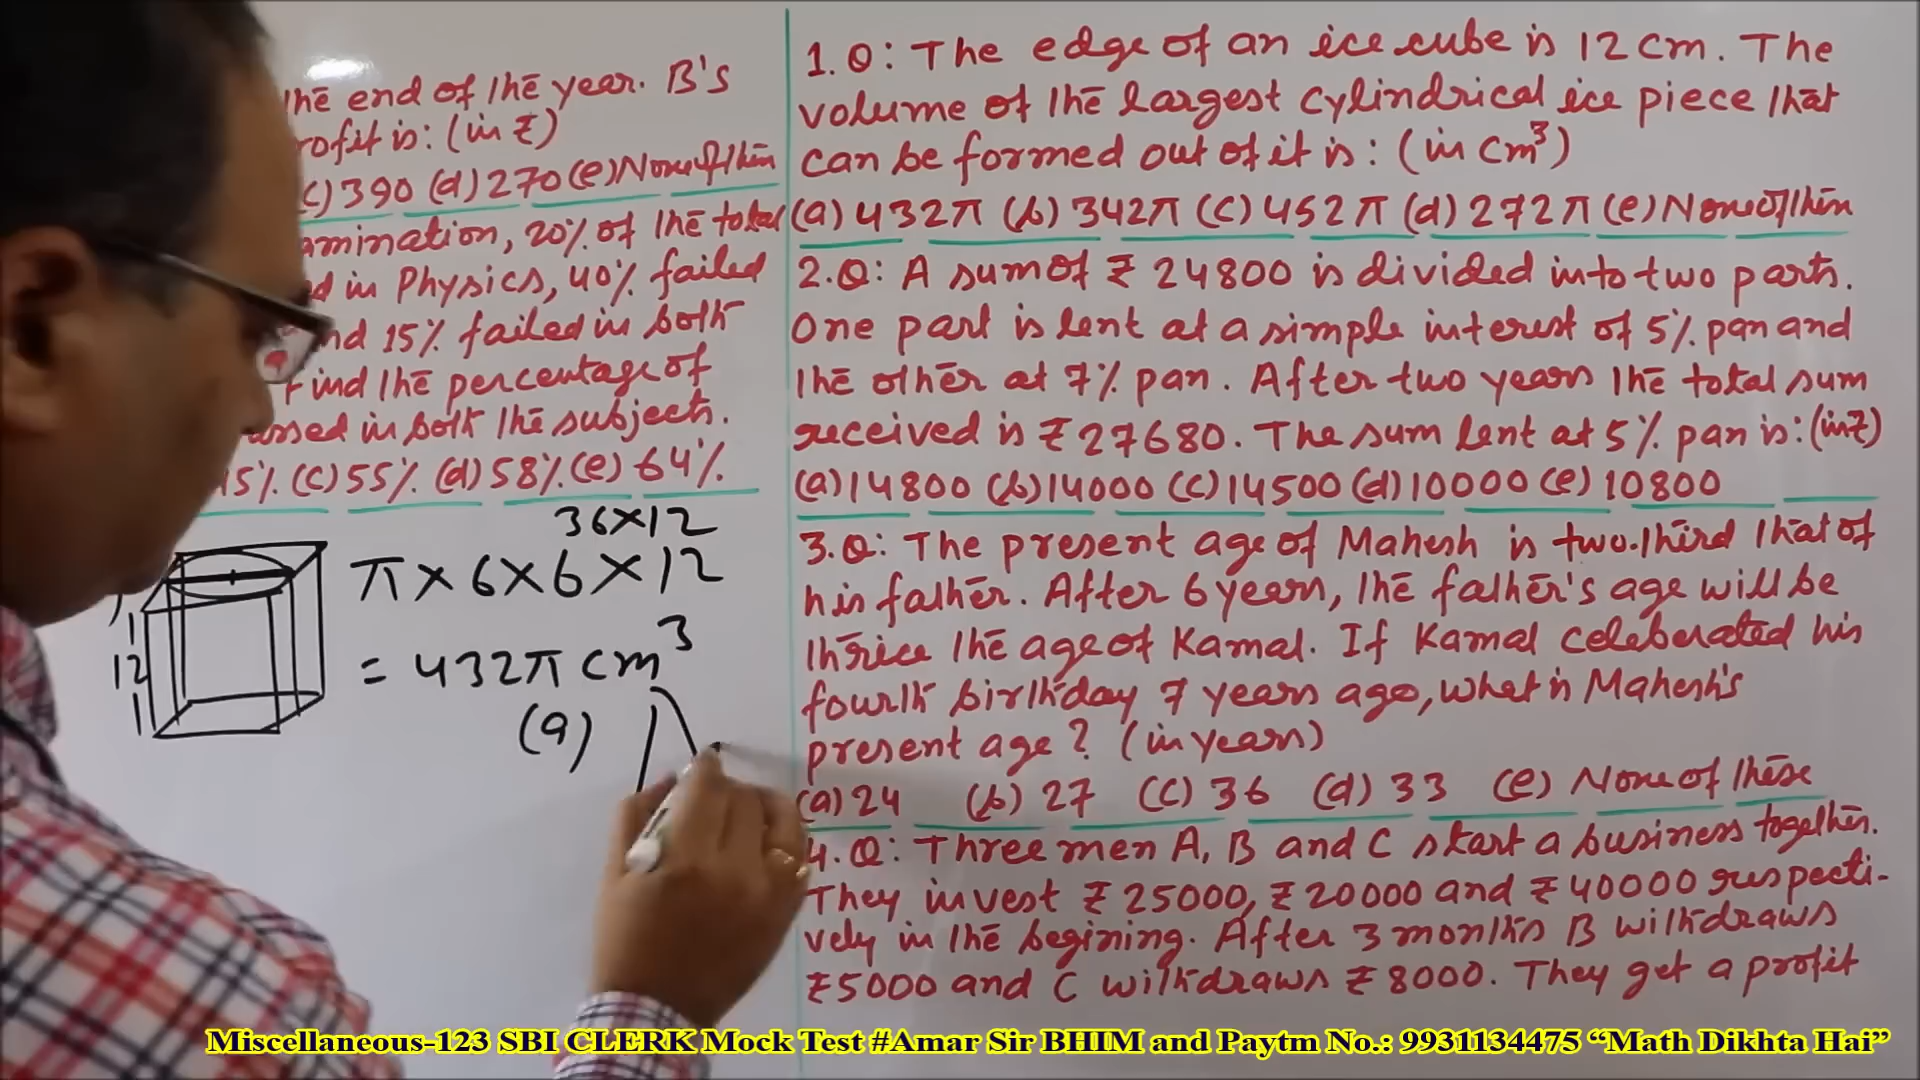 the end of the year. B's
rofit is: (in ₹)
c) 390 (d) 270 (e) None of them
amination, 20% of the total
d in Physics, 40% failed
nd 15% failed in both
Find the percentage of
assed in both the subjects.
45% (c) 55% (d) 58% (e) 64%.
36×12
π×6×6×12
12
= 432π cm³
(a)
1.Q: The edge of an ice cube is 12 cm. The
volume of the largest cylindrical ice piece that
can be formed out of it is: (in cm³)
(a) 432π (b) 342π (c) 452π (d) 272π (e) None of them
2.Q: A sum of ₹ 24800 is divided into two parts.
One part is lent at a simple interest of 5% pan and
the other at 7% pan. After two years the total sum
received is ₹ 27680. The sum lent at 5% pan is: (in ₹)
(a) 14800 (b) 14000 (c) 14500 (d) 10000 (e) 10800
3.Q: The present age of Mahesh is two-third that of
his father. After 6 years, the father's age will be
thrice the age of Kamal. If Kamal celeberated his
fourth birthday 7 years ago, what is Mahesh's
present age? (in years)
(a) 24 (b) 27 (c) 36 (d) 33 (e) None of these
4.Q: Three men A, B and C start a business together.
They invest ₹ 25000, ₹ 20000 and ₹ 40000 respecti-
vely in the begining. After 3 months B withdraws
₹ 5000 and C withdraws ₹ 8000. They get a profit
Miscellaneous-123 SBI CLERK Mock Test #Amar Sir BHIM and Paytm No.: 9931134475 “Math Dikhta Hai”